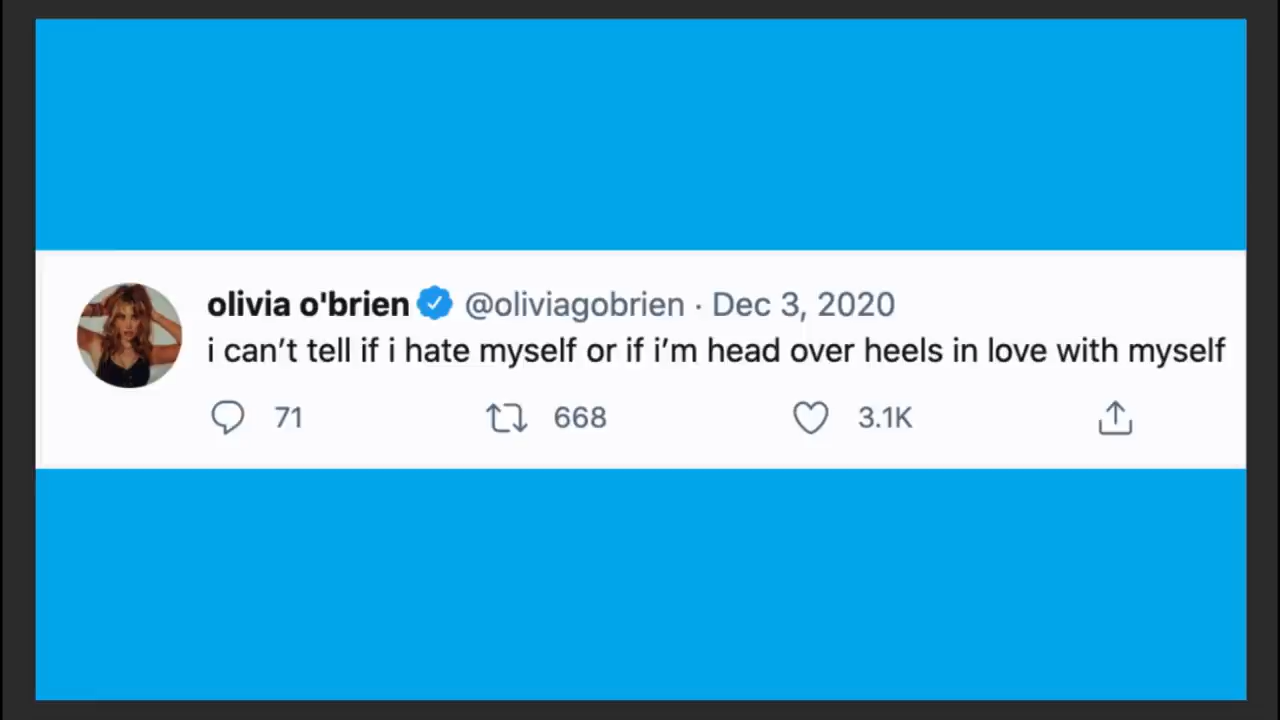 olivia o'brien @oliviagobrien · Dec 3, 2020
i can’t tell if i hate myself or if i’m head over heels in love with myself
71 668 3.1K